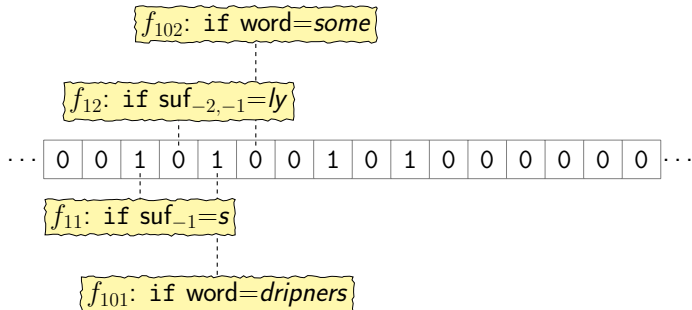 f₁₀₂: if word=some
f₁₂: if suf₋₂,₋₁=ly
··· 0 0 1 0 1 0 0 1 0 1 0 0 0 0 0 0 ···
f₁₁: if suf₋₁=s
f₁₀₁: if word=dripners